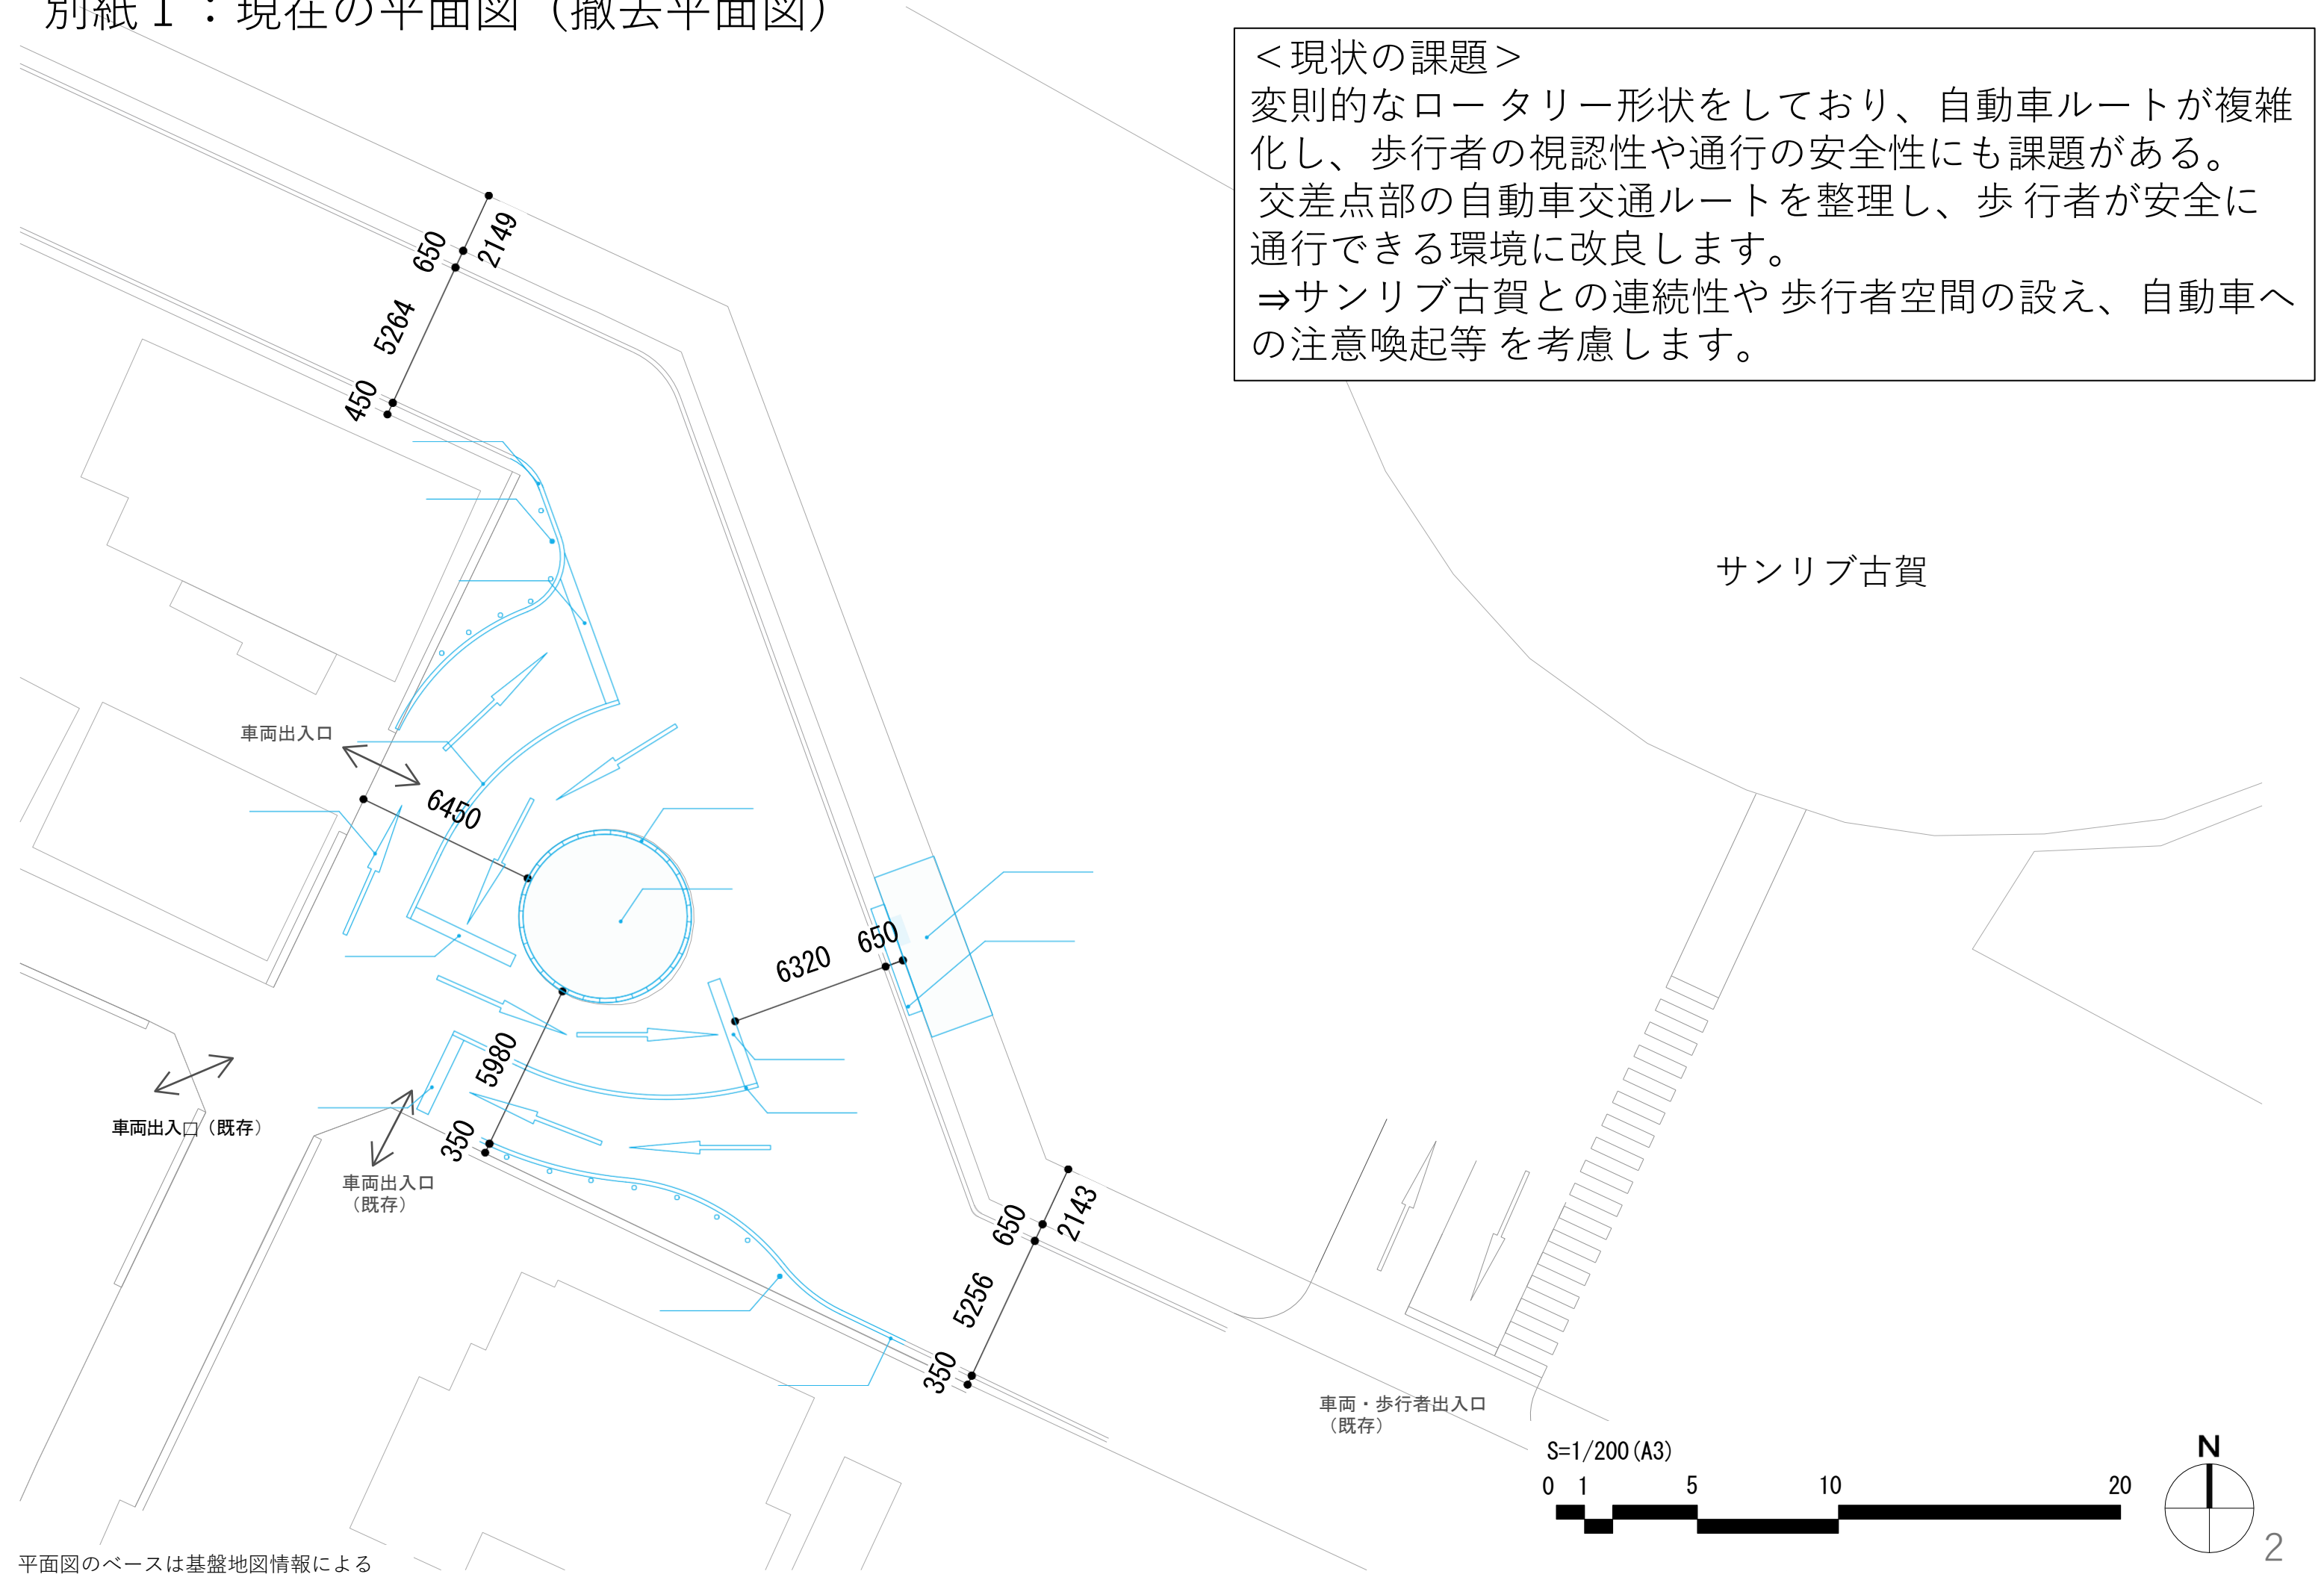 別紙1：現在の平面図（撤去平面図）
＜現状の課題＞
変則的なロータリー形状をしており、自動車ルートが複雑
化し、歩行者の視認性や通行の安全性にも課題がある。
交差点部の自動車交通ルートを整理し、歩行者が安全に
通行できる環境に改良します。
⇒サンリブ古賀との連続性や歩行者空間の設え、自動車へ
の注意喚起等を考慮します。
2149
650
5264
450
サンリブ古賀
車両出入口
6450
6320
650
5980
350
車両出入口（既存）
車両出入口
（既存）
2143
650
5256
350
車両・歩行者出入口
（既存）
S=1/200(A3)
0 1 5 10 20
N
平面図のベースは基盤地図情報による
2